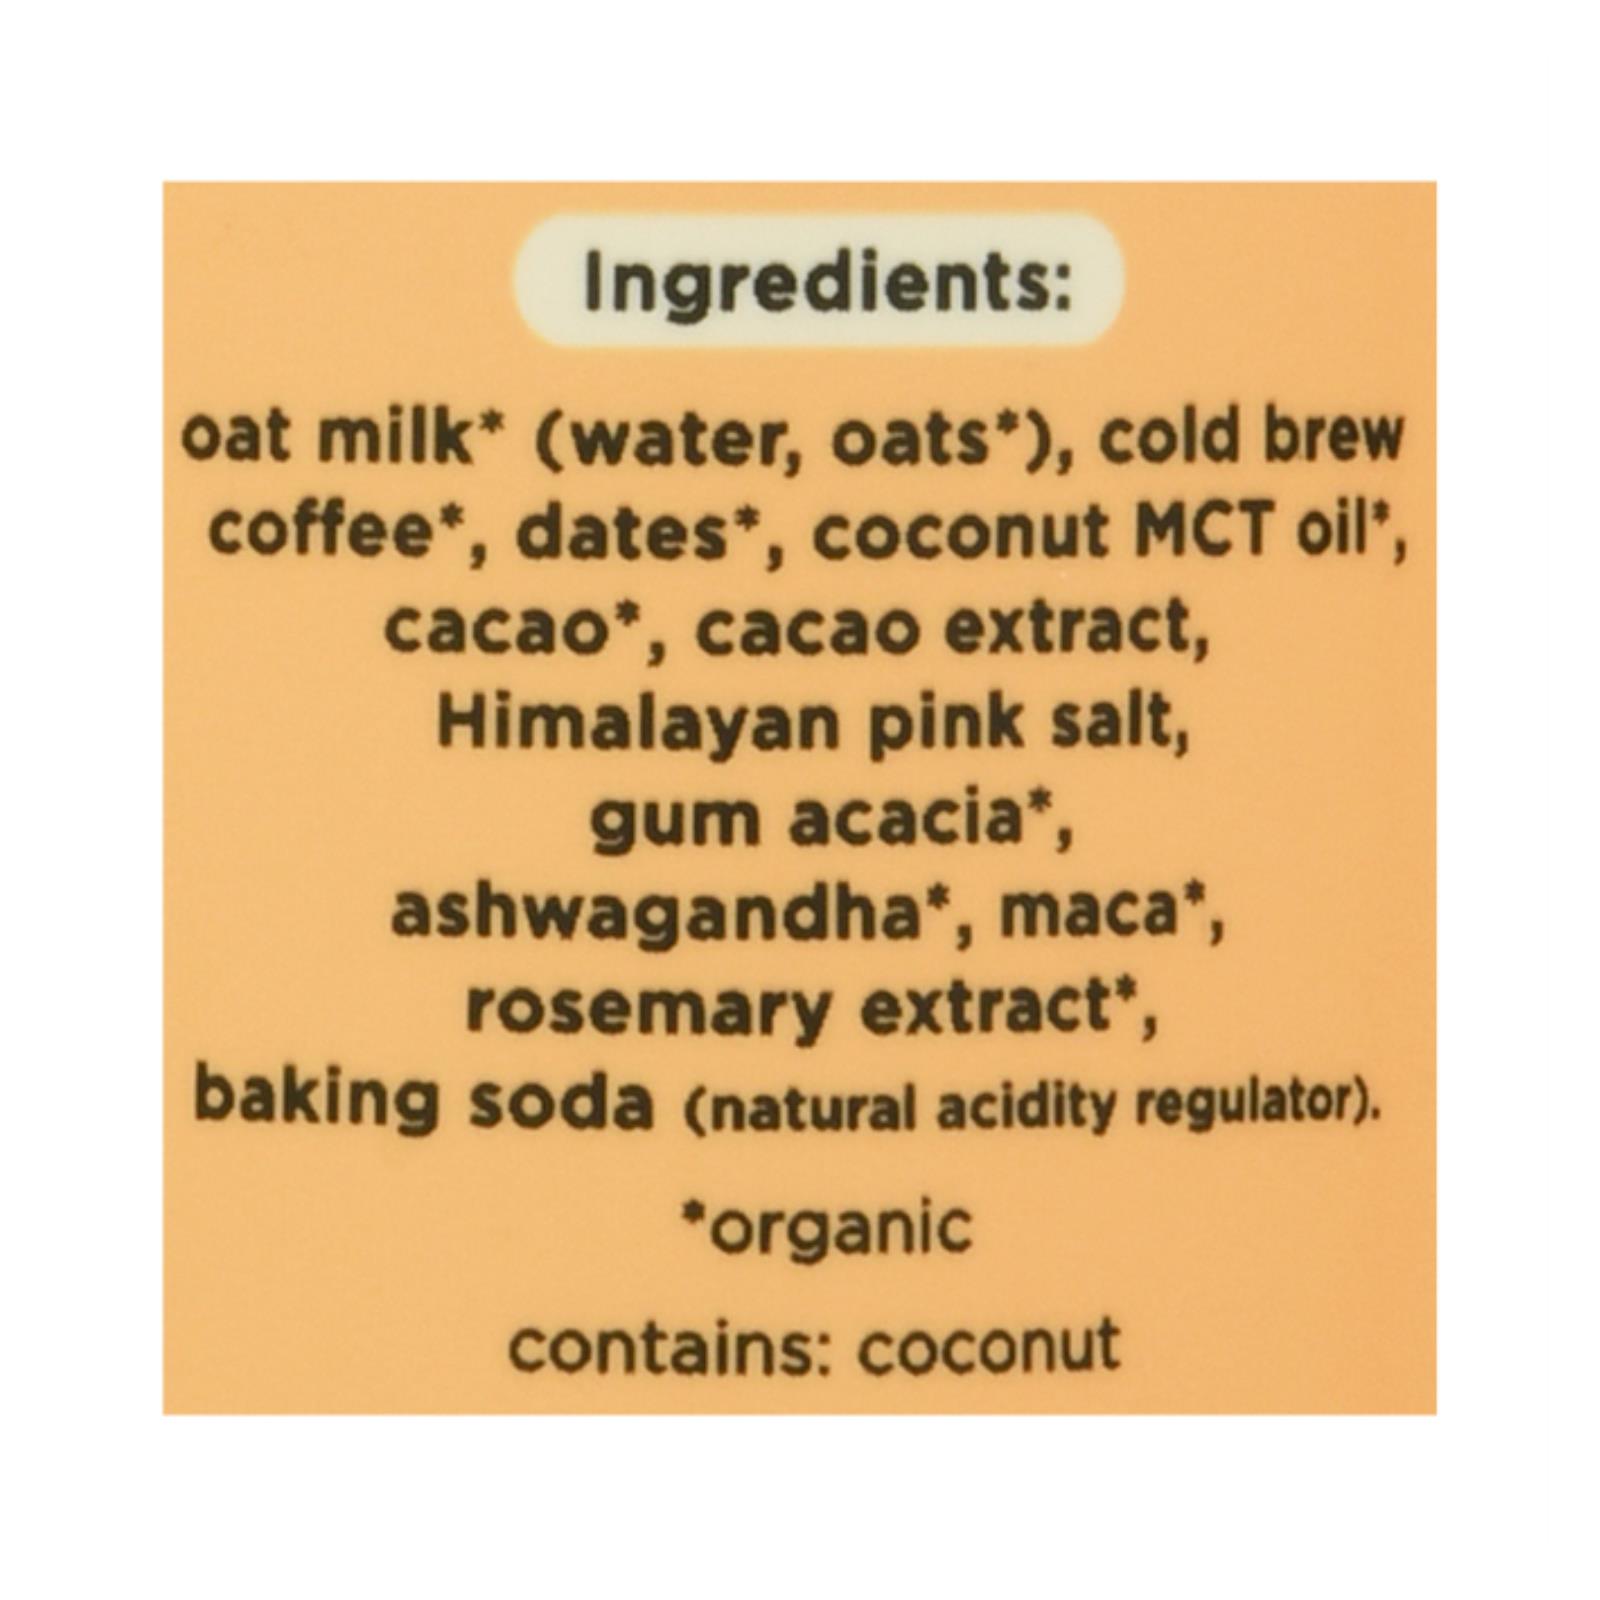 Ingredients:
oat milk* (water, oats*), cold brew
coffee*, dates*, coconut MCT oil*,
cacao*, cacao extract,
Himalayan pink salt,
gum acacia*,
ashwagandha*, maca*,
rosemary extract*,
baking soda (natural acidity regulator).
*organic
contains: coconut